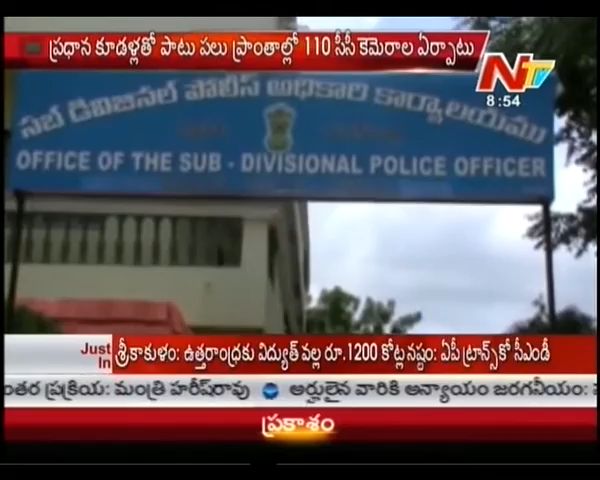 ప్రధాన కూడళ్లతో పాటు పలు ప్రాంతాల్లో 110 సీసీ కెమెరాల ఏర్పాటు
NTV
8:54
సబ్ డివిజనల్ పోలీస్ అధికారి కార్యాలయము
OFFICE OF THE SUB - DIVISIONAL POLICE OFFICER
Just In
శ్రీకాకుళం: ఉత్తరాంధ్రకు విద్యుత్ వల్ల రూ.1200 కోట్ల నష్టం: ఏపీ ట్రాన్స్‌కో సీఎండీ
తర ప్రక్రియ: మంత్రి హరీష్‌రావు అర్హులైన వారికి అన్యాయం జరగనీయం:
ప్రకాశం